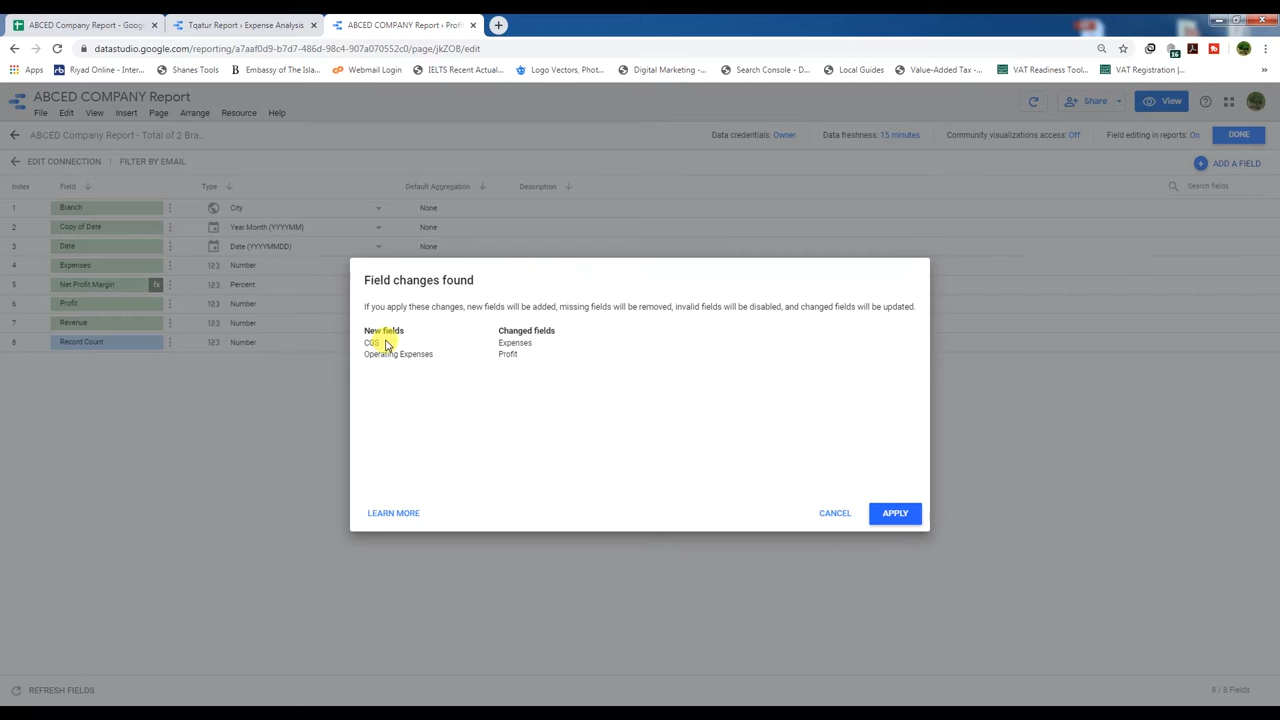 ABCED Company Report - Googl
Tqatur Report › Expense Analysis
ABCED COMPANY Report › Profi
datastudio.google.com/reporting/a7aaf0d9-b7d7-486d-98c4-907a070552c0/page/jkZOB/edit
16
Apps
Riyad Online - Inter...
Shanes Tools
Embassy of The Isla...
Webmail Login
IELTS Recent Actual...
Logo Vectors, Phot...
Digital Marketing -...
Search Console - D...
Local Guides
Value-Added Tax -...
VAT Readiness Tool...
VAT Registration |...
ABCED COMPANY Report
File Edit View Insert Page Arrange Resource Help
Share
View
ABCED Company Report - Total of 2 Bra...
Data credentials: Owner
Data freshness: 15 minutes
Community visualizations access: Off
Field editing in reports: On
DONE
EDIT CONNECTION | FILTER BY EMAIL
ADD A FIELD
Index Field Type Default Aggregation Description
Search fields
1 Branch City None
2 Copy of Date Year Month (YYYYMM) None
3 Date Date (YYYYMMDD) None
4 Expenses 123 Number
5 Net Profit Margin fx 123 Percent
6 Profit 123 Number
7 Revenue 123 Number
8 Record Count 123 Number
Field changes found
If you apply these changes, new fields will be added, missing fields will be removed, invalid fields will be disabled, and changed fields will be updated.
New fields
CGS
Operating Expenses
Changed fields
Expenses
Profit
LEARN MORE
CANCEL
APPLY
REFRESH FIELDS
8 / 8 Fields